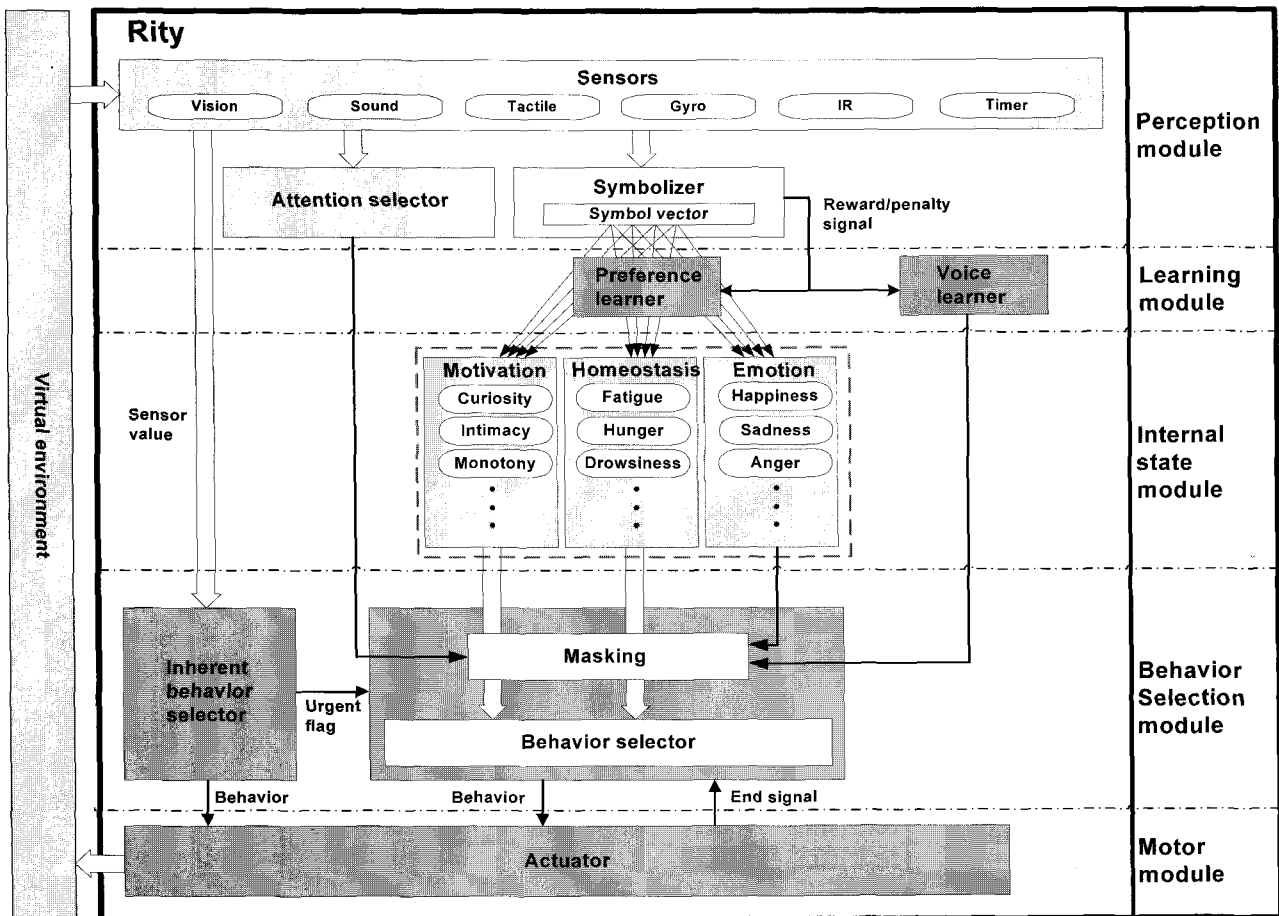 Rity
Sensors
Vision
Sound
Tactile
Gyro
IR
Timer
Perception
module
Attention selector
Symbolizer
Symbol vector
Reward/penalty
signal
Preference
learner
Voice
learner
Learning
module
Virtual environment
Sensor
value
Motivation
Curiosity
Intimacy
Monotony
Homeostasis
Fatigue
Hunger
Drowsiness
Emotion
Happiness
Sadness
Anger
Internal
state
module
Inherent
behavior
selector
Urgent
flag
Masking
Behavior selector
Behavior
Selection
module
Behavior
Behavior
End signal
Actuator
Motor
module